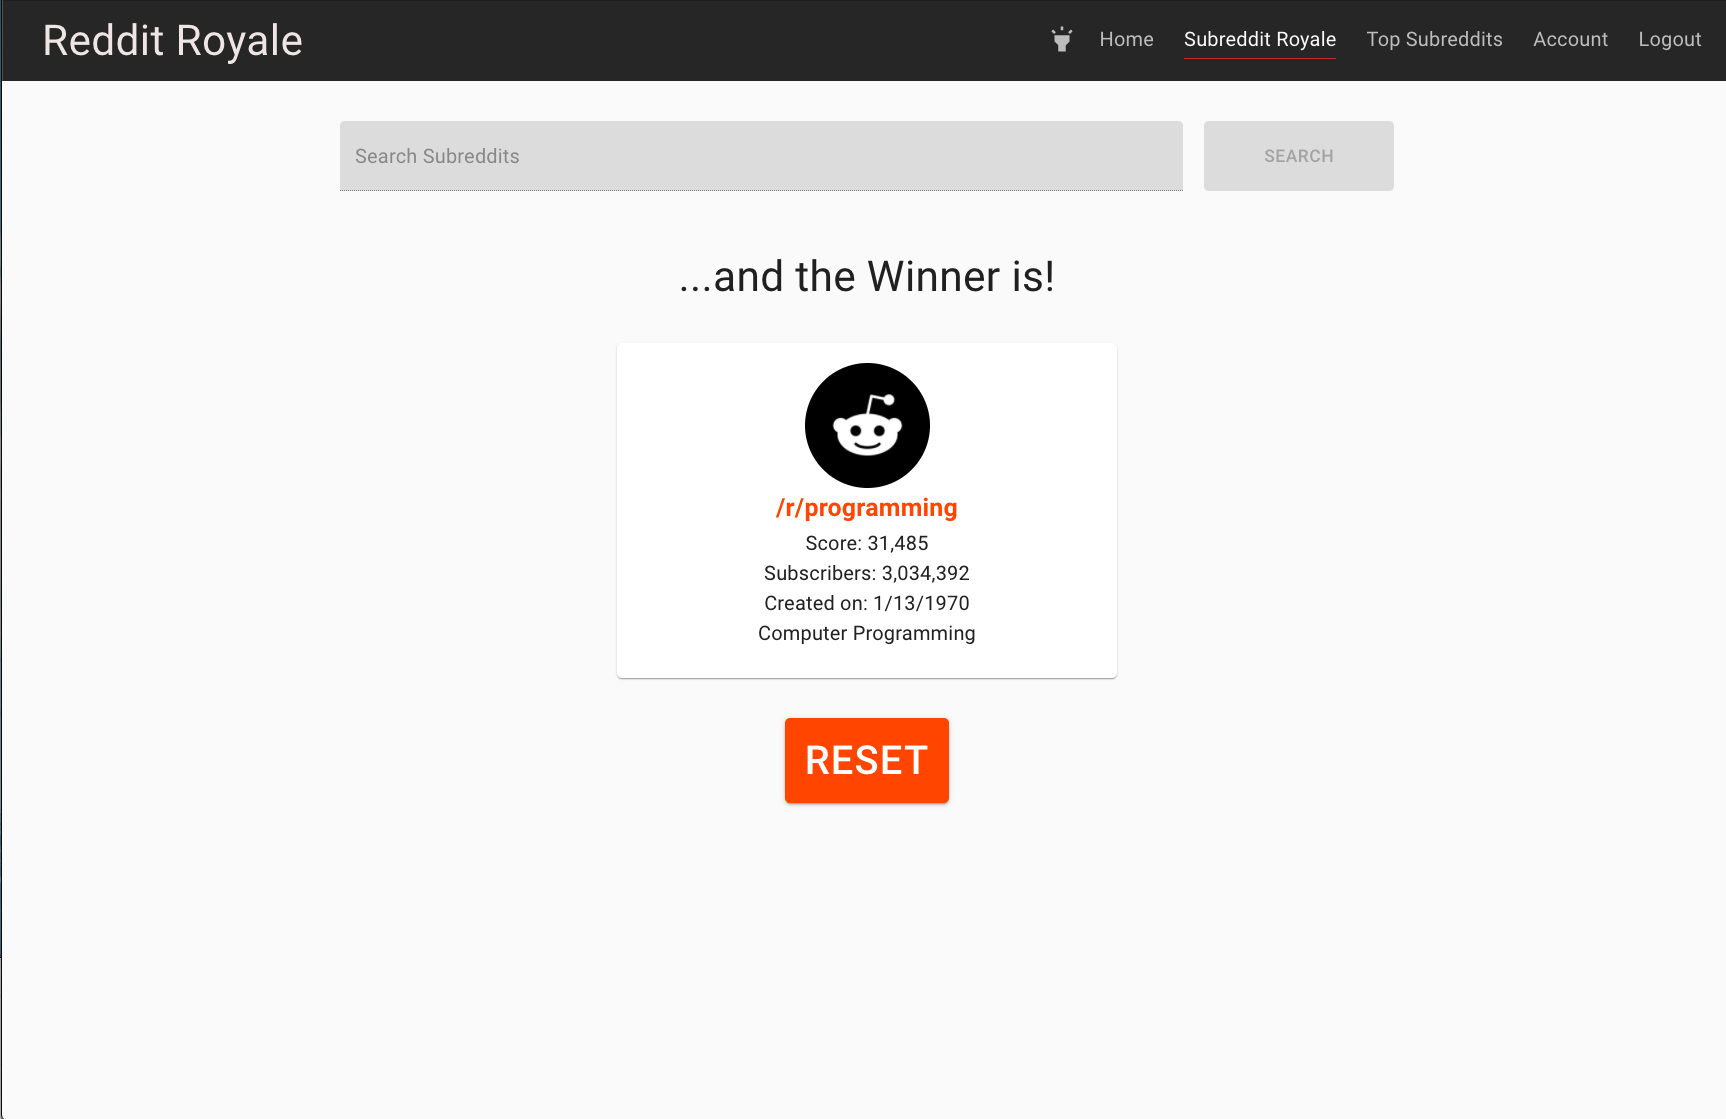 Reddit Royale
Home Subreddit Royale Top Subreddits Account Logout
Search Subreddits SEARCH
...and the Winner is!
/r/programming
Score: 31,485
Subscribers: 3,034,392
Created on: 1/13/1970
Computer Programming
RESET